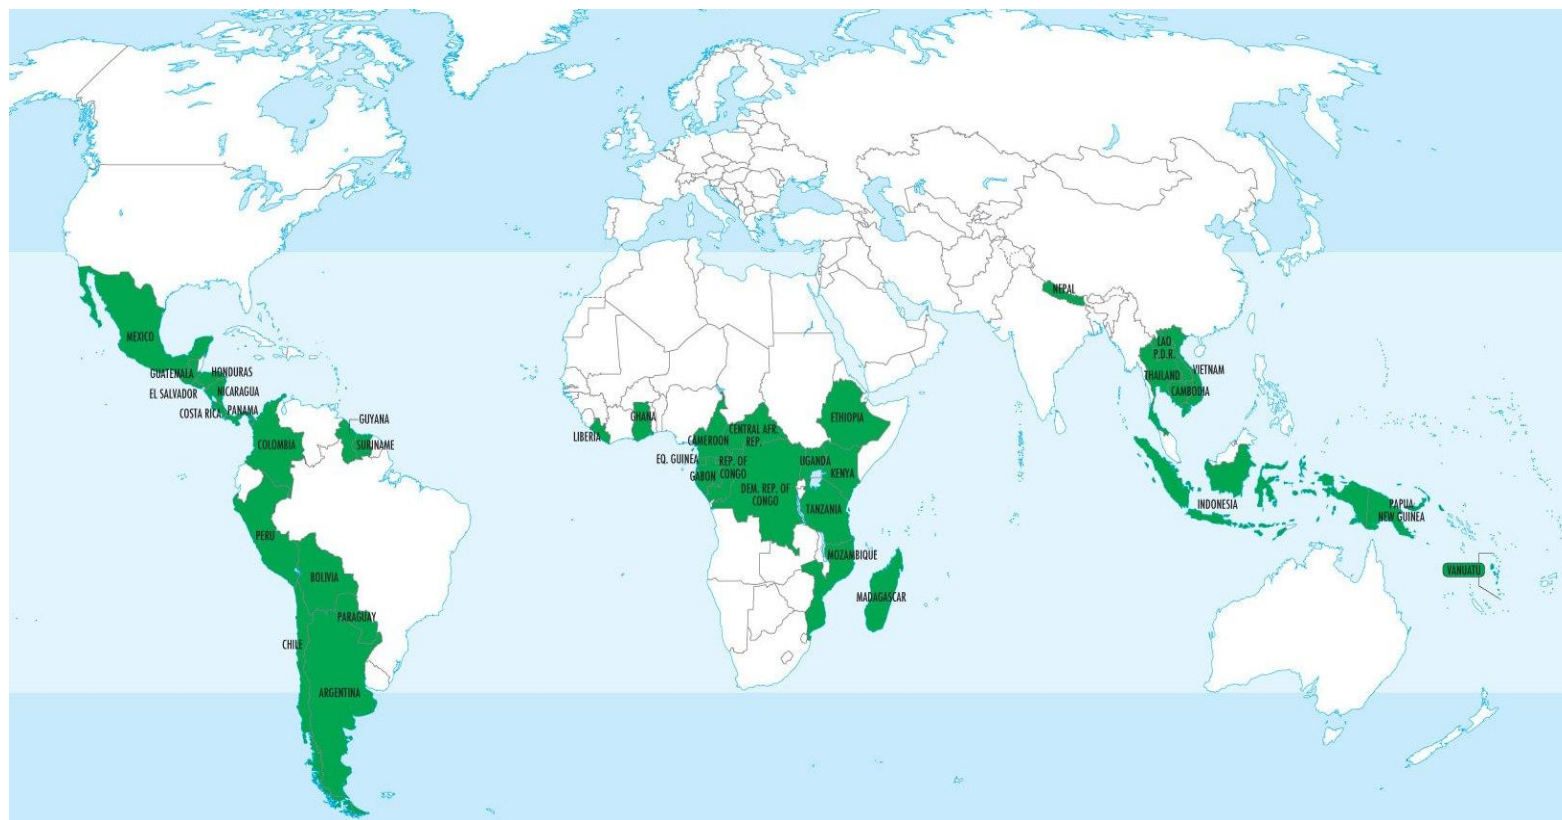 MEXICO
GUATEMALA
HONDURAS
EL SALVADOR
NICARAGUA
COSTA RICA
PANAMA
GUYANA
COLOMBIA
SURINAME
PERU
BOLIVIA
PARAGUAY
CHILE
ARGENTINA
LIBERIA
GHANA
CAMEROON
CENTRAL AFR.
REP.
ETHIOPIA
EQ. GUINEA
GABON
REP. OF
CONGO
UGANDA
KENYA
DEM. REP. OF
CONGO
TANZANIA
MOZAMBIQUE
MADAGASCAR
NEPAL
LAO
P.D.R.
THAILAND
VIETNAM
CAMBODIA
INDONESIA
PAPUA
NEW GUINEA
VANUATU